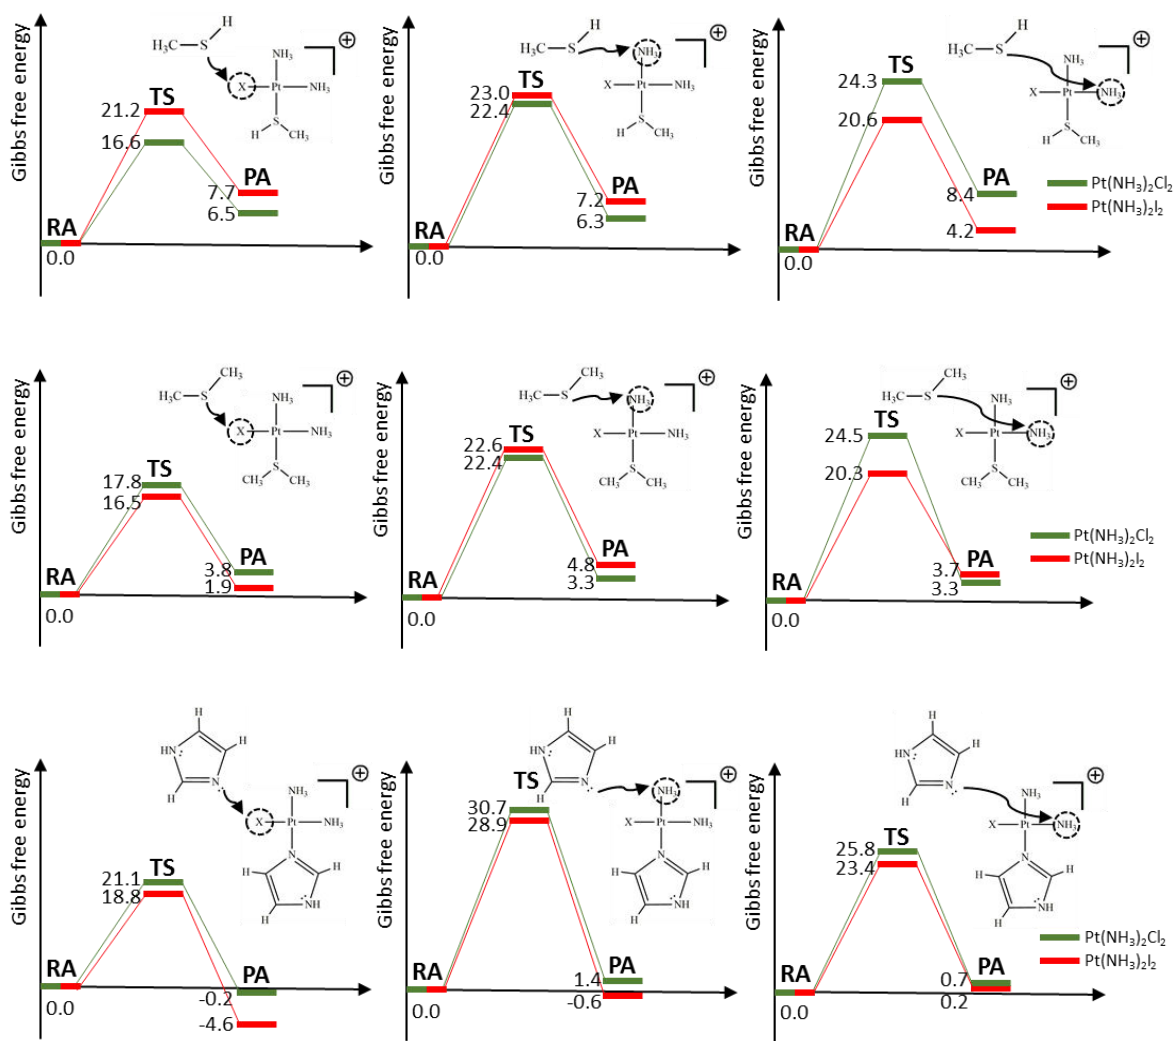 Gibbs free energy
H
H₃C
S
NH₃
X
Pt
NH₃
H
S
CH₃
⊕
TS
21.2
16.6
PA
7.7
6.5
RA
0.0
Gibbs free energy
H
H₃C
S
NH₃
X
Pt
NH₃
H
S
CH₃
⊕
TS
23.0
22.4
PA
7.2
6.3
RA
0.0
Gibbs free energy
H
H₃C
S
NH₃
X
Pt
NH₃
H
S
CH₃
⊕
TS
24.3
20.6
PA
8.4
4.2
RA
0.0
Pt(NH₃)₂Cl₂
Pt(NH₃)₂I₂
Gibbs free energy
CH₃
H₃C
S
NH₃
X
Pt
NH₃
S
CH₃
CH₃
⊕
TS
17.8
16.5
PA
3.8
1.9
RA
0.0
Gibbs free energy
CH₃
H₃C
S
NH₃
X
Pt
NH₃
S
CH₃
CH₃
⊕
TS
22.6
22.4
PA
4.8
3.3
RA
0.0
Gibbs free energy
CH₃
H₃C
S
NH₃
X
Pt
NH₃
S
CH₃
CH₃
⊕
TS
24.5
20.3
PA
3.7
3.3
RA
0.0
Pt(NH₃)₂Cl₂
Pt(NH₃)₂I₂
Gibbs free energy
H
HN:
H
H
N:
NH₃
X
Pt
NH₃
N
H
H
H
:NH
⊕
TS
21.1
18.8
PA
-0.2
-4.6
RA
0.0
Gibbs free energy
H
HN:
H
H
N:
NH₃
X
Pt
NH₃
N
H
H
H
:NH
⊕
TS
30.7
28.9
PA
1.4
-0.6
RA
0.0
Gibbs free energy
H
HN:
H
H
N:
NH₃
X
Pt
NH₃
N
H
H
H
:NH
⊕
TS
25.8
23.4
PA
0.7
0.2
RA
0.0
Pt(NH₃)₂Cl₂
Pt(NH₃)₂I₂